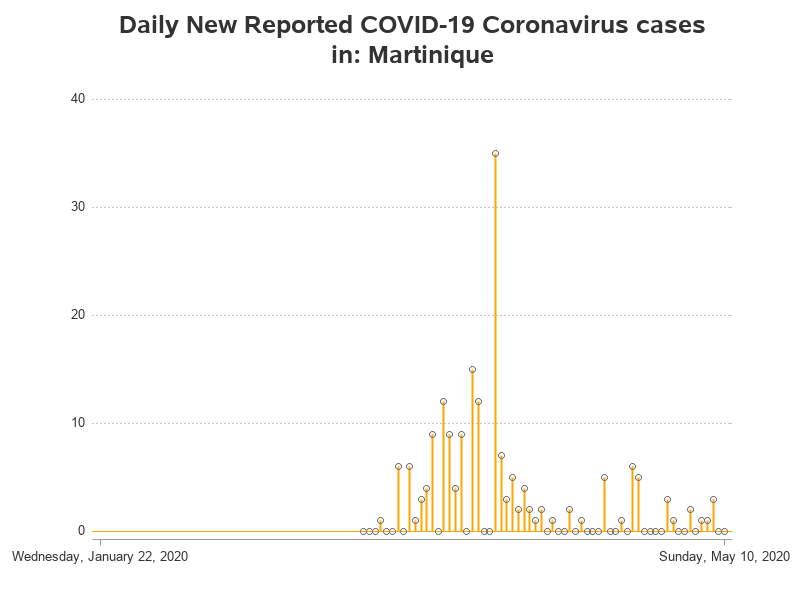 Daily New Reported COVID-19 Coronavirus cases
in: Martinique
40
30
20
10
0
Wednesday, January 22, 2020
Sunday, May 10, 2020